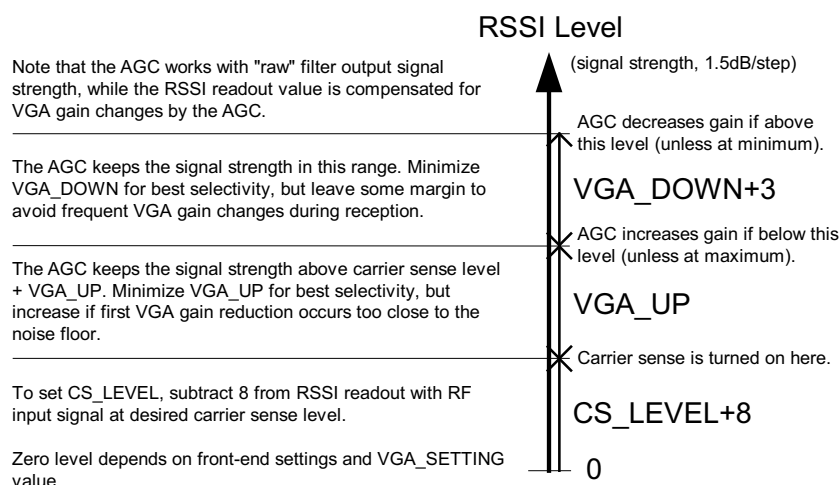 RSSI Level
(signal strength, 1.5dB/step)
Note that the AGC works with "raw" filter output signal
strength, while the RSSI readout value is compensated for
VGA gain changes by the AGC.
AGC decreases gain if above
this level (unless at minimum).
The AGC keeps the signal strength in this range. Minimize
VGA_DOWN for best selectivity, but leave some margin to
avoid frequent VGA gain changes during reception.
VGA_DOWN+3
AGC increases gain if below this
level (unless at maximum).
The AGC keeps the signal strength above carrier sense level
+ VGA_UP. Minimize VGA_UP for best selectivity, but
increase if first VGA gain reduction occurs too close to the
noise floor.
VGA_UP
Carrier sense is turned on here.
To set CS_LEVEL, subtract 8 from RSSI readout with RF
input signal at desired carrier sense level.
CS_LEVEL+8
Zero level depends on front-end settings and VGA_SETTING
value.
0